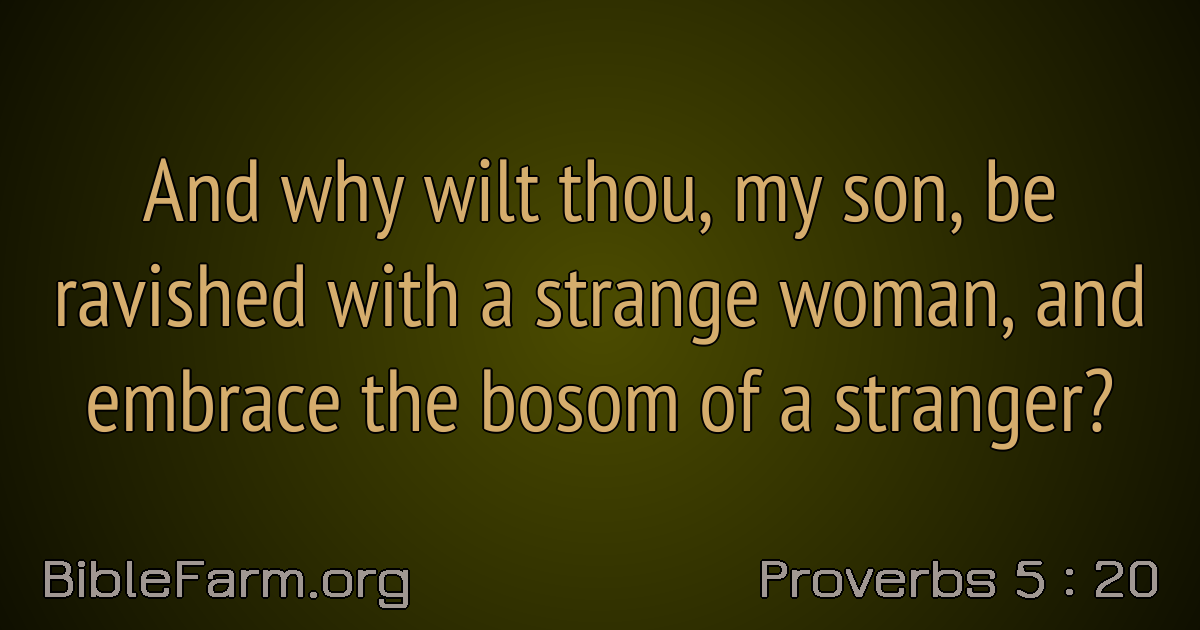 And why wilt thou, my son, be
ravished with a strange woman, and
embrace the bosom of a stranger?
BibleFarm.org
Proverbs 5 : 20